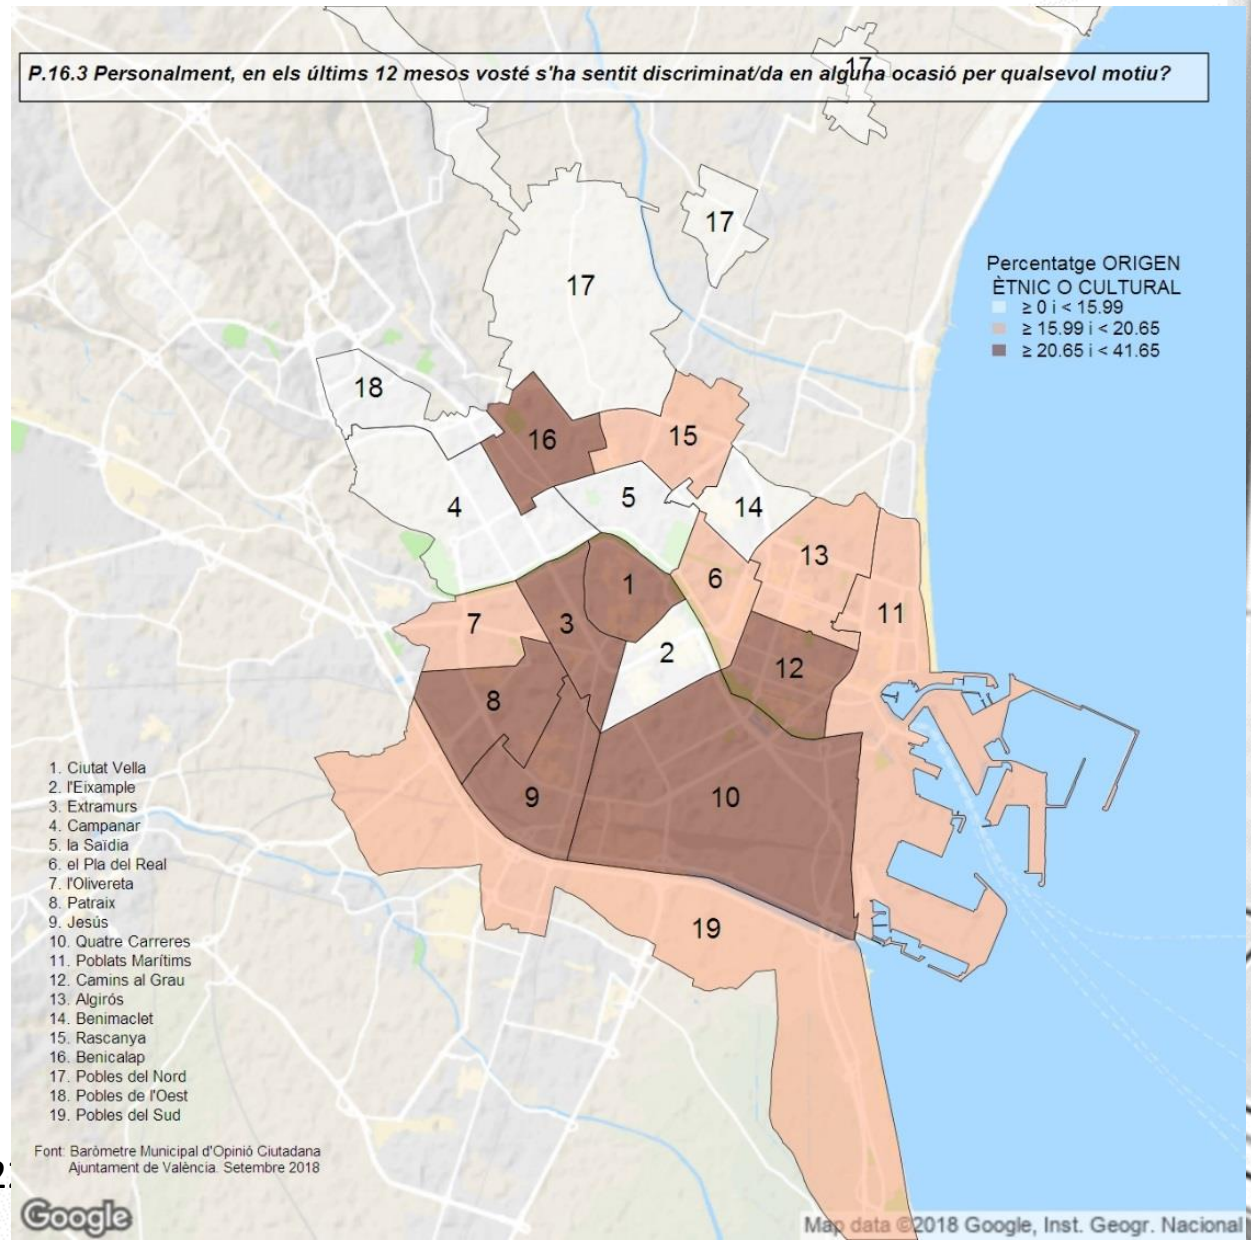 P.16.3 Personalment, en els últims 12 mesos vosté s'ha sentit discriminat/da en alguna ocasió per qualsevol motiu?
17
17
17
Percentatge ORIGEN
ÈTNIC O CULTURAL
≥ 0 i < 15.99
≥ 15.99 i < 20.65
≥ 20.65 i < 41.65
18
16
15
4
5
14
13
1
6
7
3
11
2
12
8
9
10
19
1. Ciutat Vella
2. l'Eixample
3. Extramurs
4. Campanar
5. la Saïdia
6. el Pla del Real
7. l'Olivereta
8. Patraix
9. Jesús
10. Quatre Carreres
11. Poblats Marítims
12. Camins al Grau
13. Algirós
14. Benimaclet
15. Rascanya
16. Benicalap
17. Pobles del Nord
18. Pobles de l'Oest
19. Pobles del Sud
Font: Baròmetre Municipal d'Opinió Ciutadana
Ajuntament de València. Setembre 2018
Google
Map data ©2018 Google, Inst. Geogr. Nacional